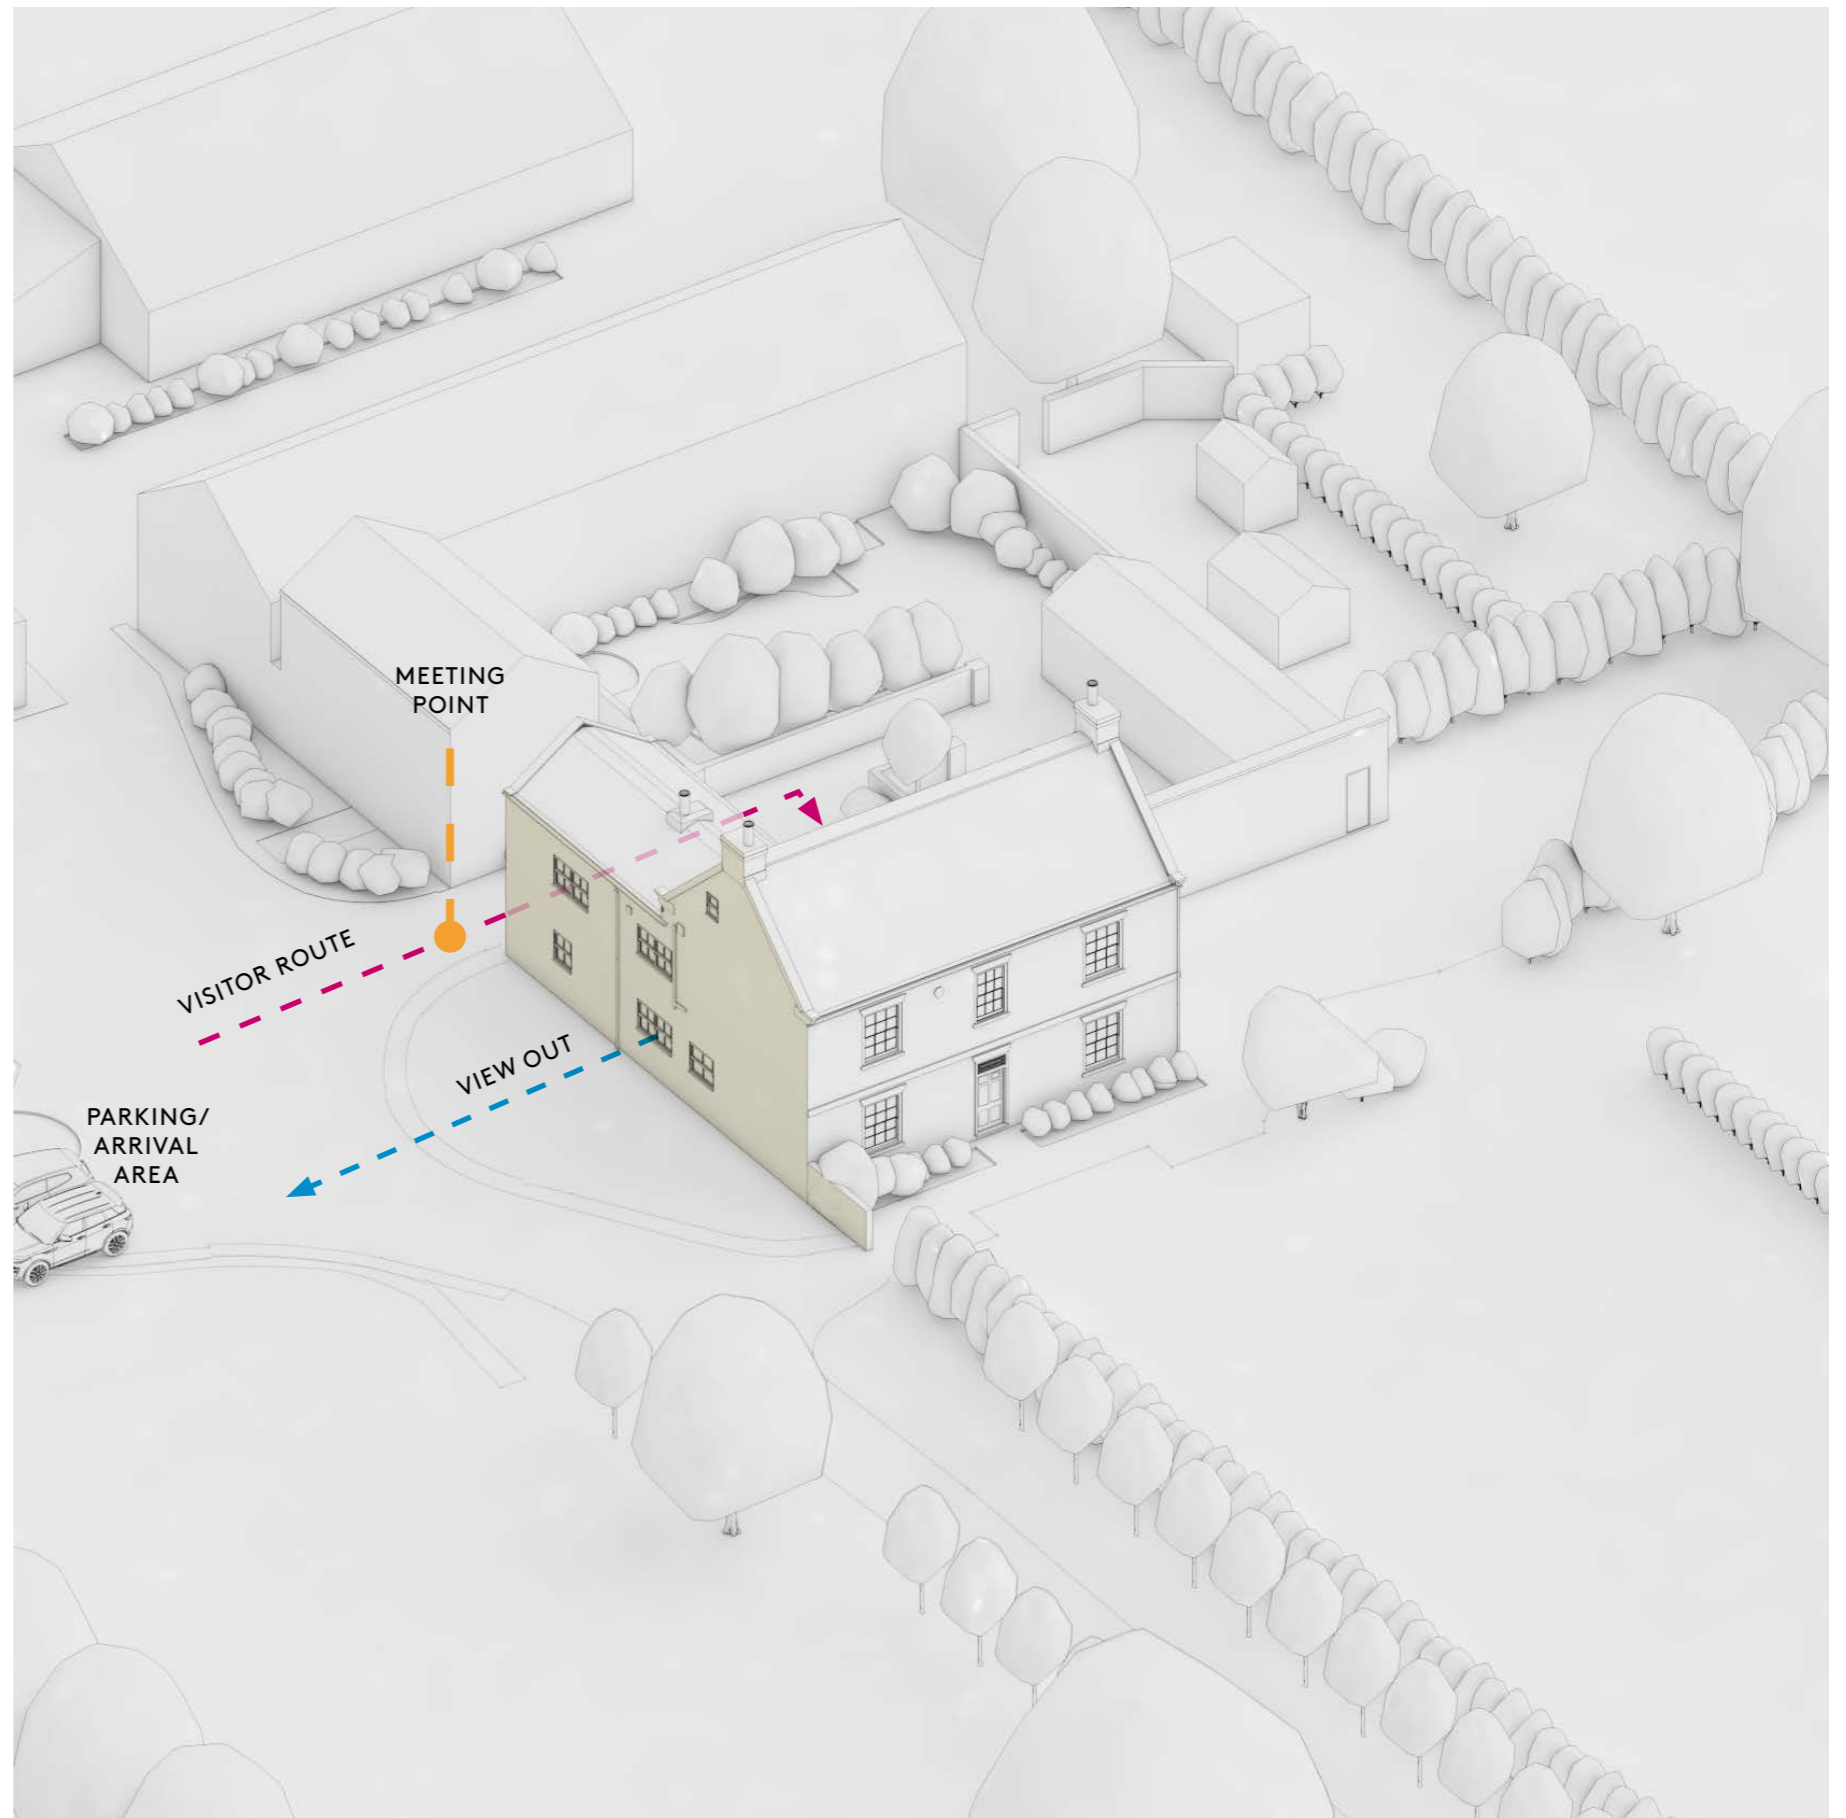 MEETING
POINT
VISITOR ROUTE
VIEW OUT
PARKING/
ARRIVAL
AREA